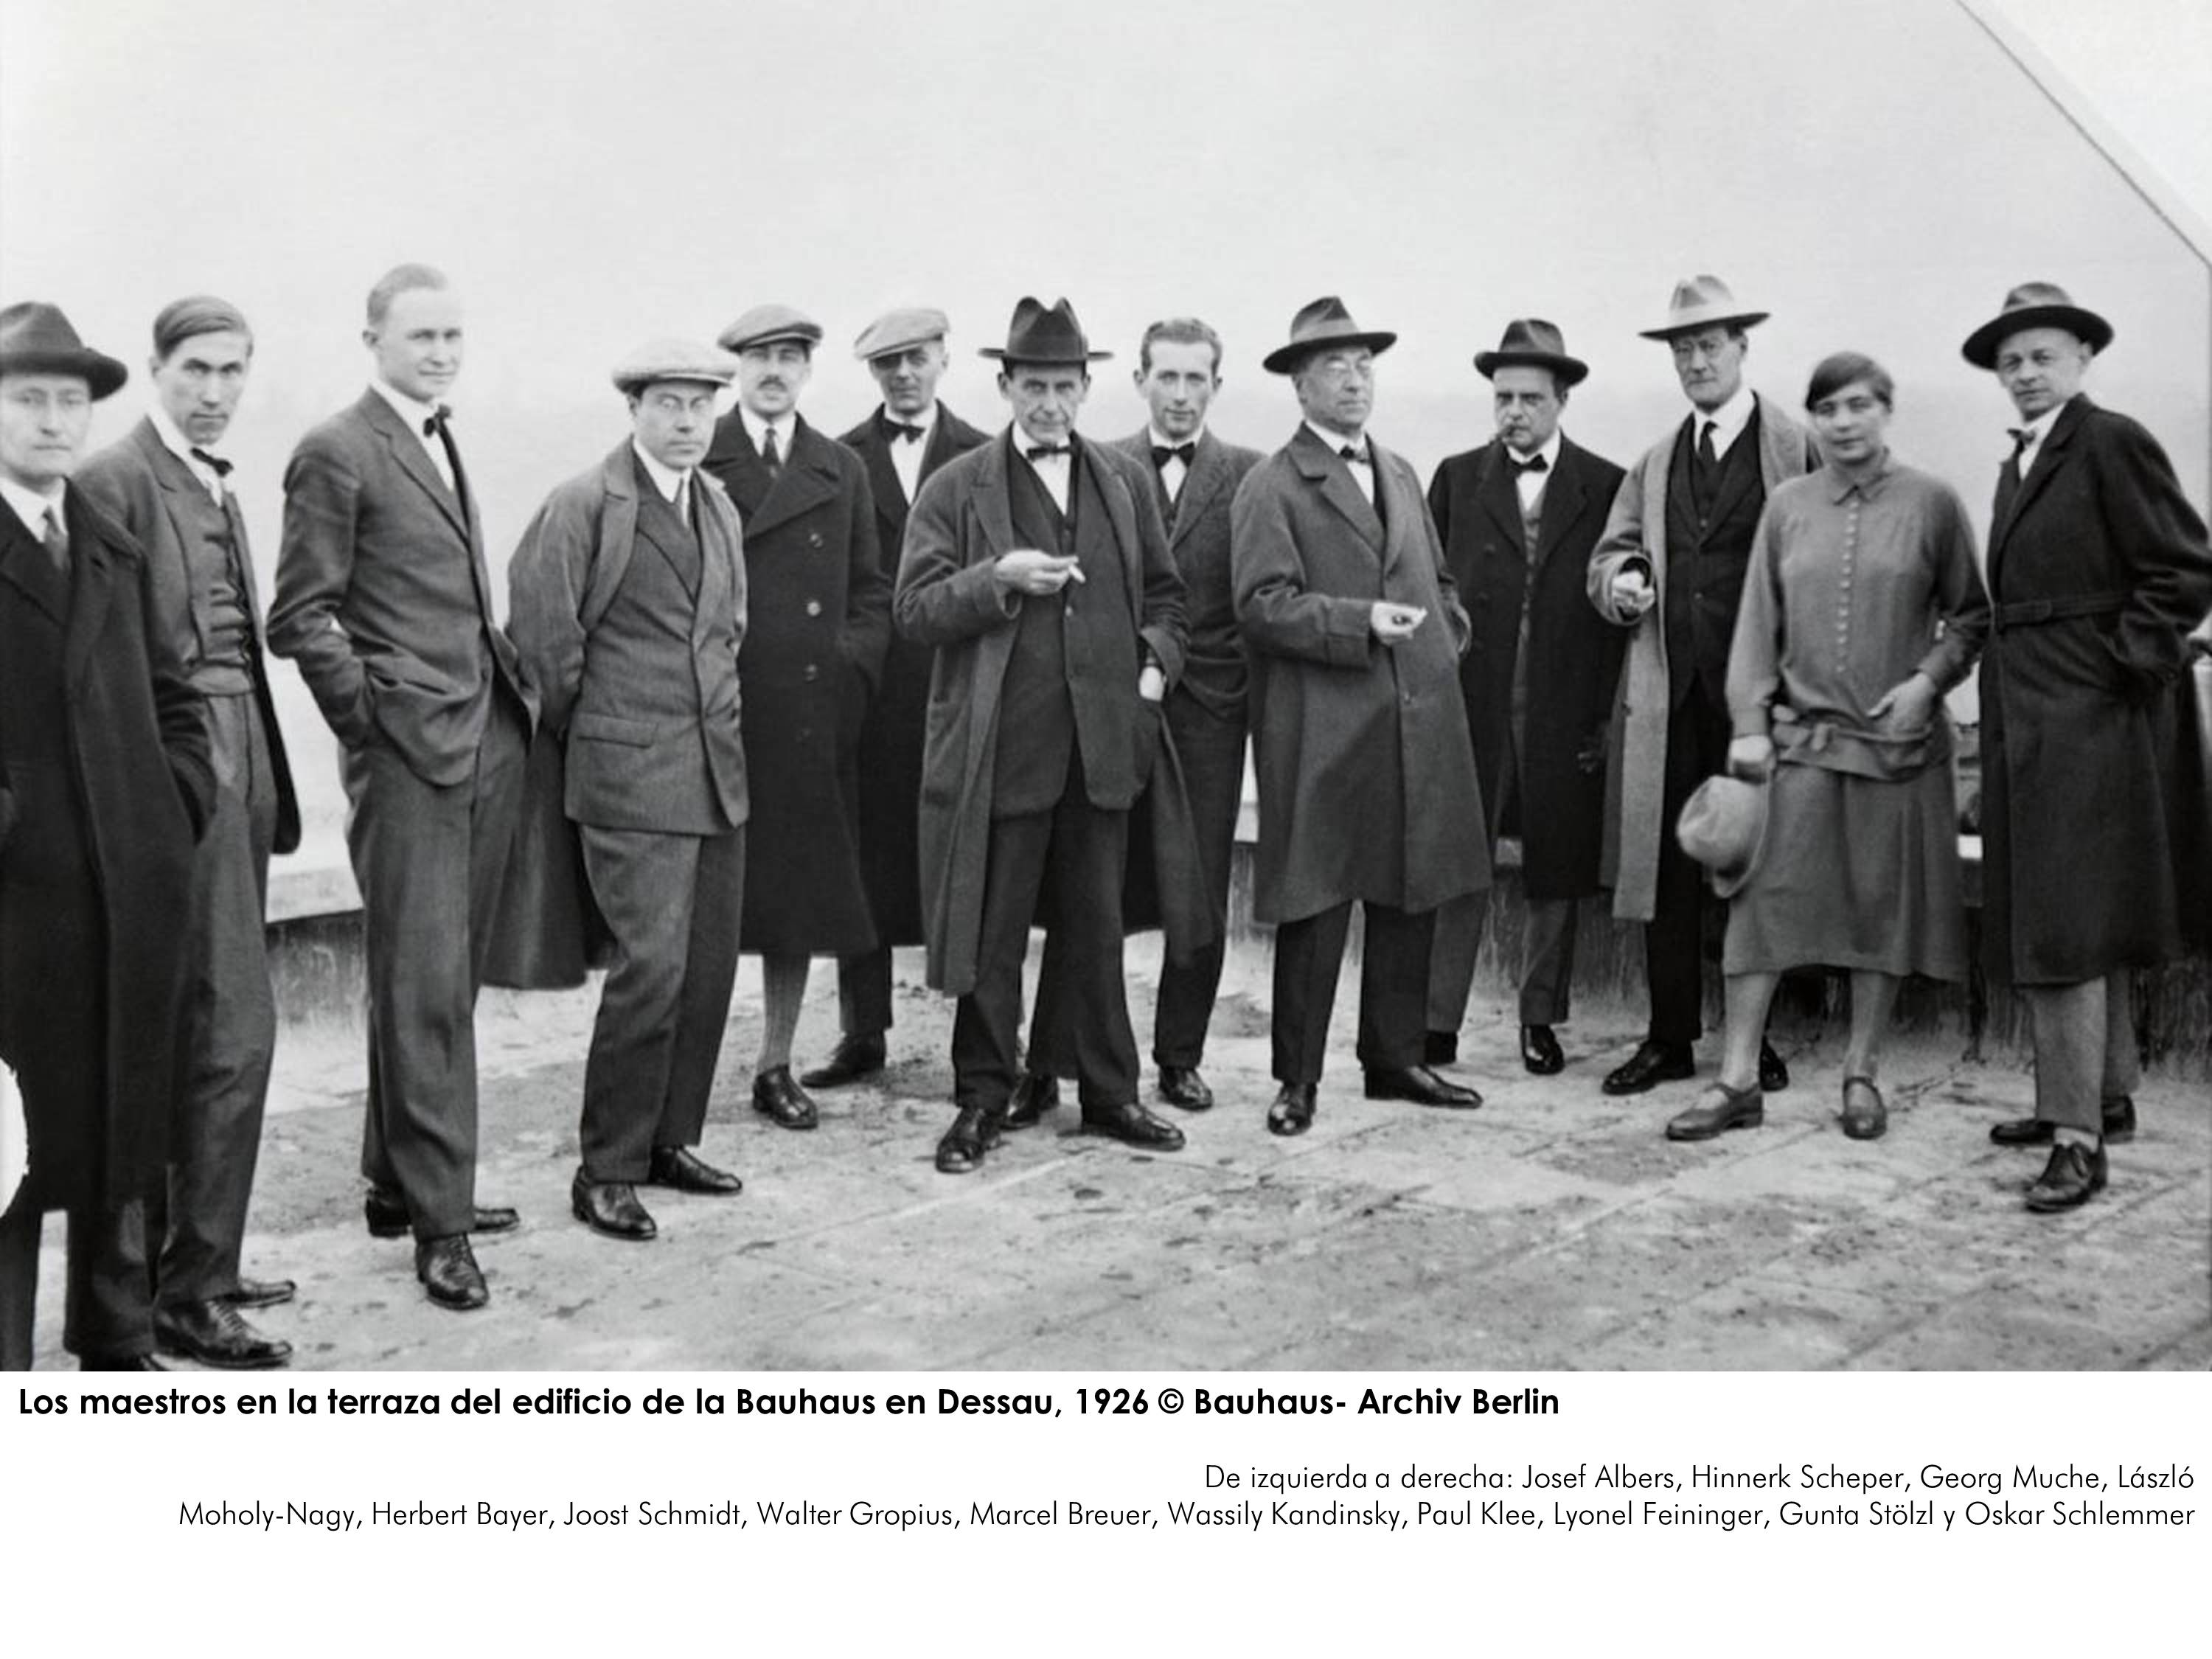 Los maestros en la terraza del edificio de la Bauhaus en Dessau, 1926 © Bauhaus- Archiv Berlin
De izquierda a derecha: Josef Albers, Hinnerk Scheper, Georg Muche, László
Moholy-Nagy, Herbert Bayer, Joost Schmidt, Walter Gropius, Marcel Breuer, Wassily Kandinsky, Paul Klee, Lyonel Feininger, Gunta Stölzl y Oskar Schlemmer